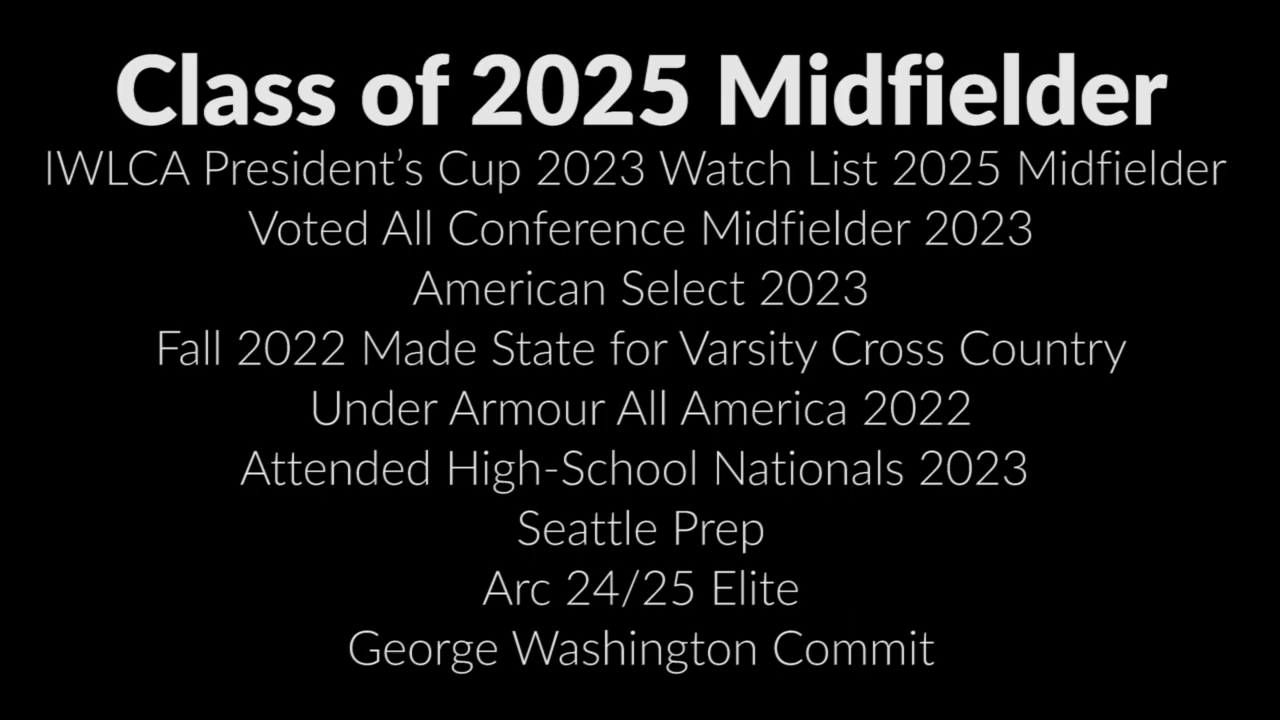 Class of 2025 Midfielder
IWLCA President’s Cup 2023 Watch List 2025 Midfielder
Voted All Conference Midfielder 2023
American Select 2023
Fall 2022 Made State for Varsity Cross Country
Under Armour All America 2022
Attended High-School Nationals 2023
Seattle Prep
Arc 24/25 Elite
George Washington Commit